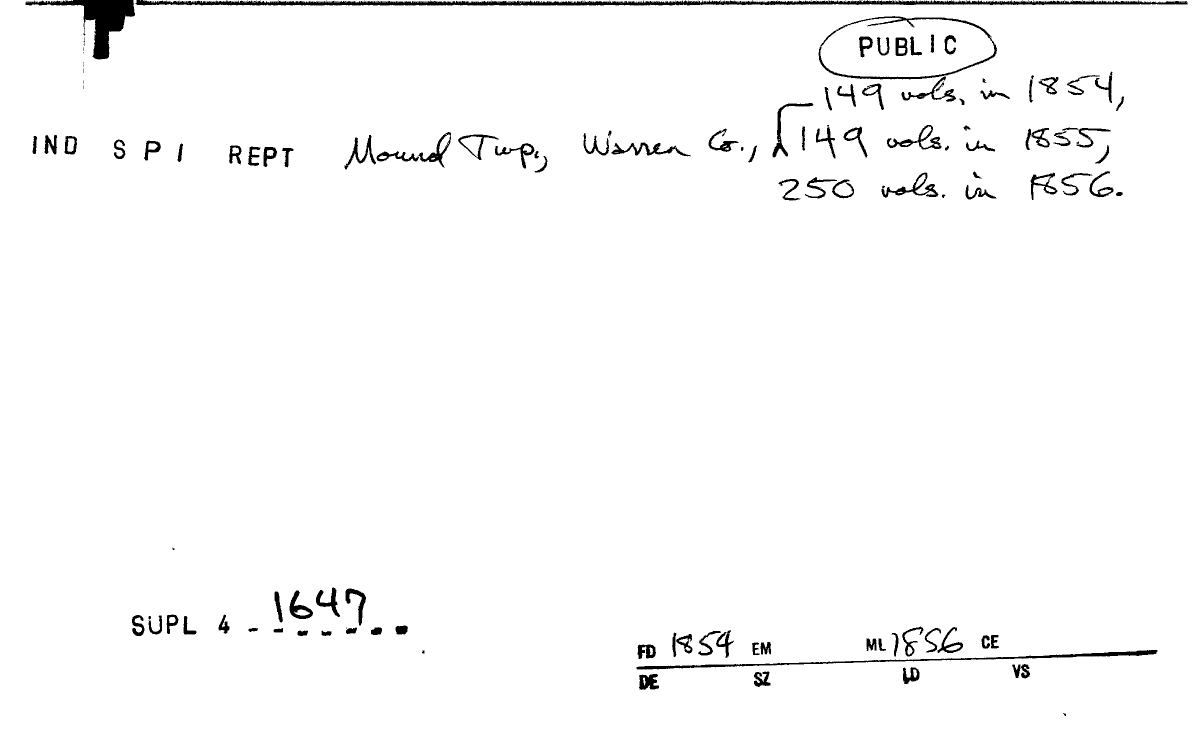 PUBLIC
149 vols. in 1854,
IND S P I REPT Mound Twp., Warren Co., 149 vols. in 1855,
250 vols. in 1856.
SUPL 4 - 1647
FD 1854 EM ML 1856 CE
DE SZ LD VS